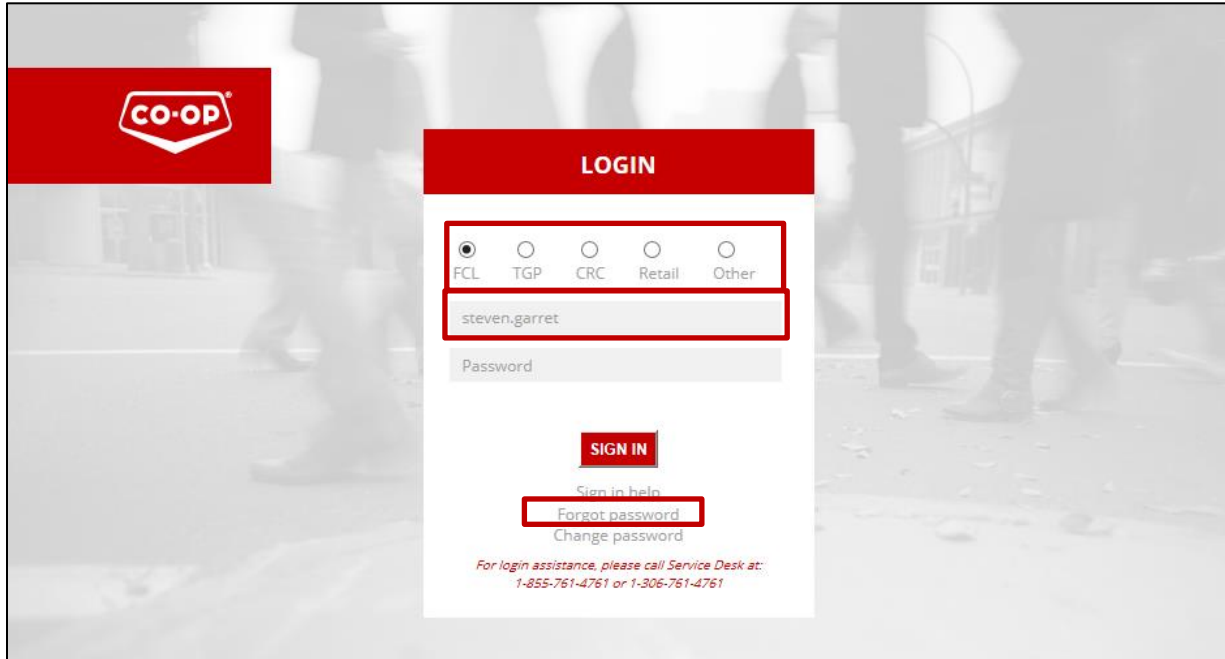 CO-OP®
LOGIN
FCL TGP CRC Retail Other
steven.garret
Password
SIGN IN
Sign in help
Forgot password
Change password
For login assistance, please call Service Desk at:
1-855-761-4761 or 1-306-761-4761